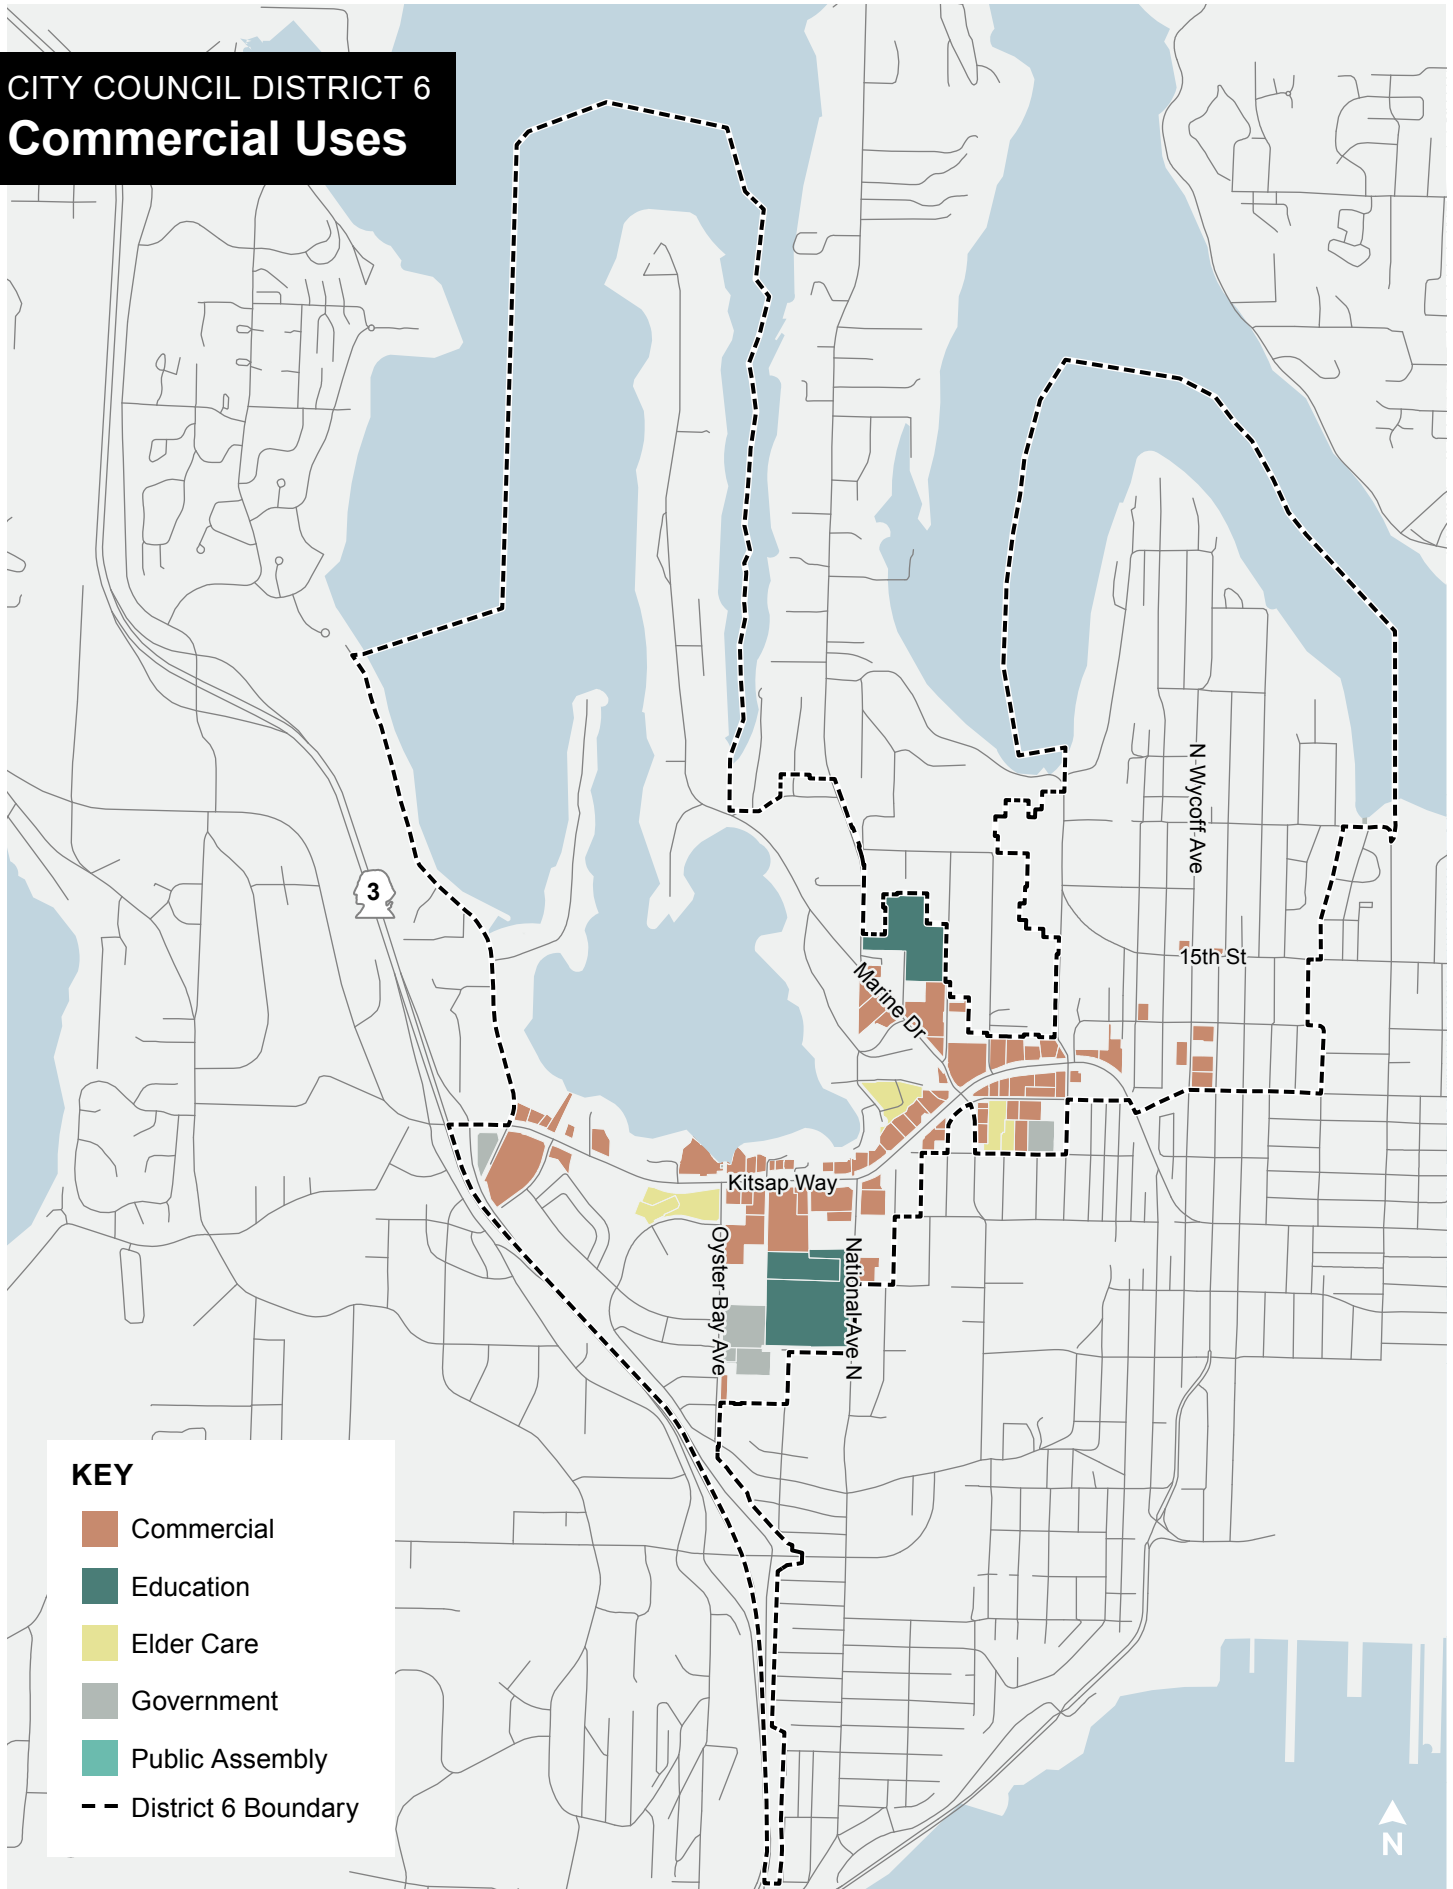 CITY COUNCIL DISTRICT 6
Commercial Uses
N Wycoff Ave
3
15th St
Marine Dr
Kitsap Way
Oyster Bay Ave
National Ave N
KEY
Commercial
Education
Elder Care
Government
Public Assembly
District 6 Boundary
N